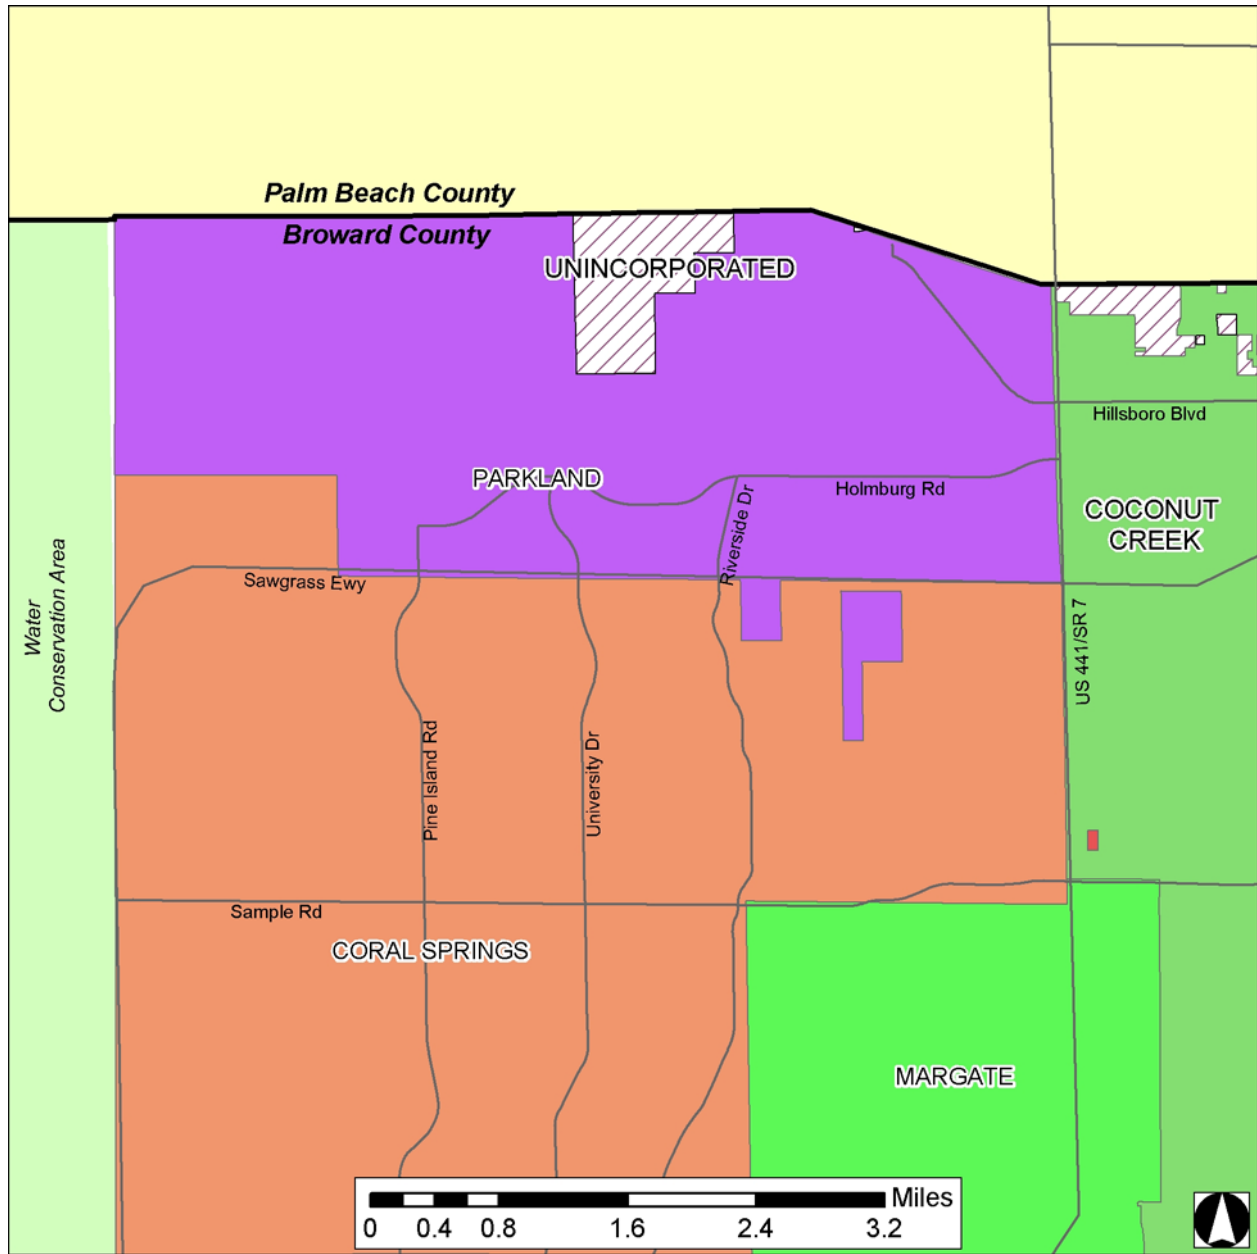 Palm Beach County
Broward County
UNINCORPORATED
Hillsboro Blvd
PARKLAND
Holmburg Rd
Riverside Dr
COCONUT
CREEK
Sawgrass Ewy
Water
Conservation Area
US 441/SR 7
Pine Island Rd
University Dr
Sample Rd
CORAL SPRINGS
MARGATE
Miles
0 0.4 0.8 1.6 2.4 3.2